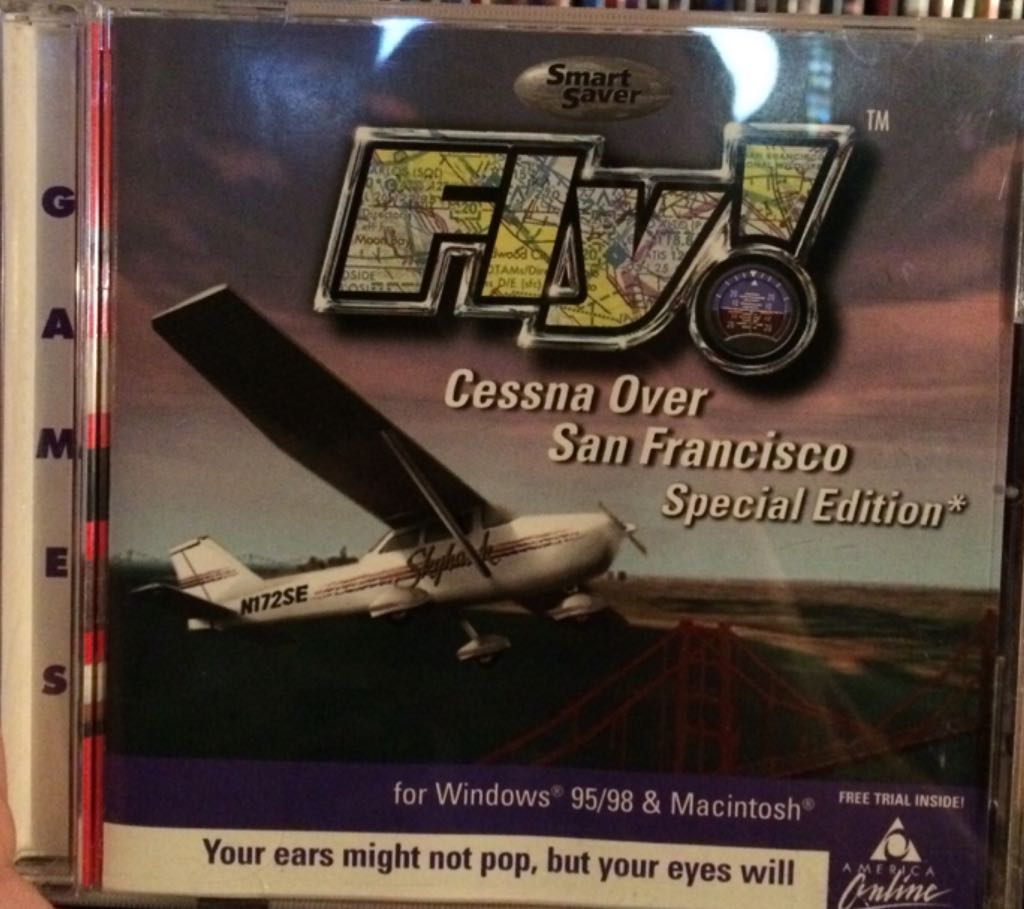 GAMES
Smart
Saver
Fly!
TM
Cessna Over
San Francisco
Special Edition*
Skyhawk
N172SE
for Windows® 95/98 & Macintosh®
FREE TRIAL INSIDE!
AMERICA
Online
Your ears might not pop, but your eyes will